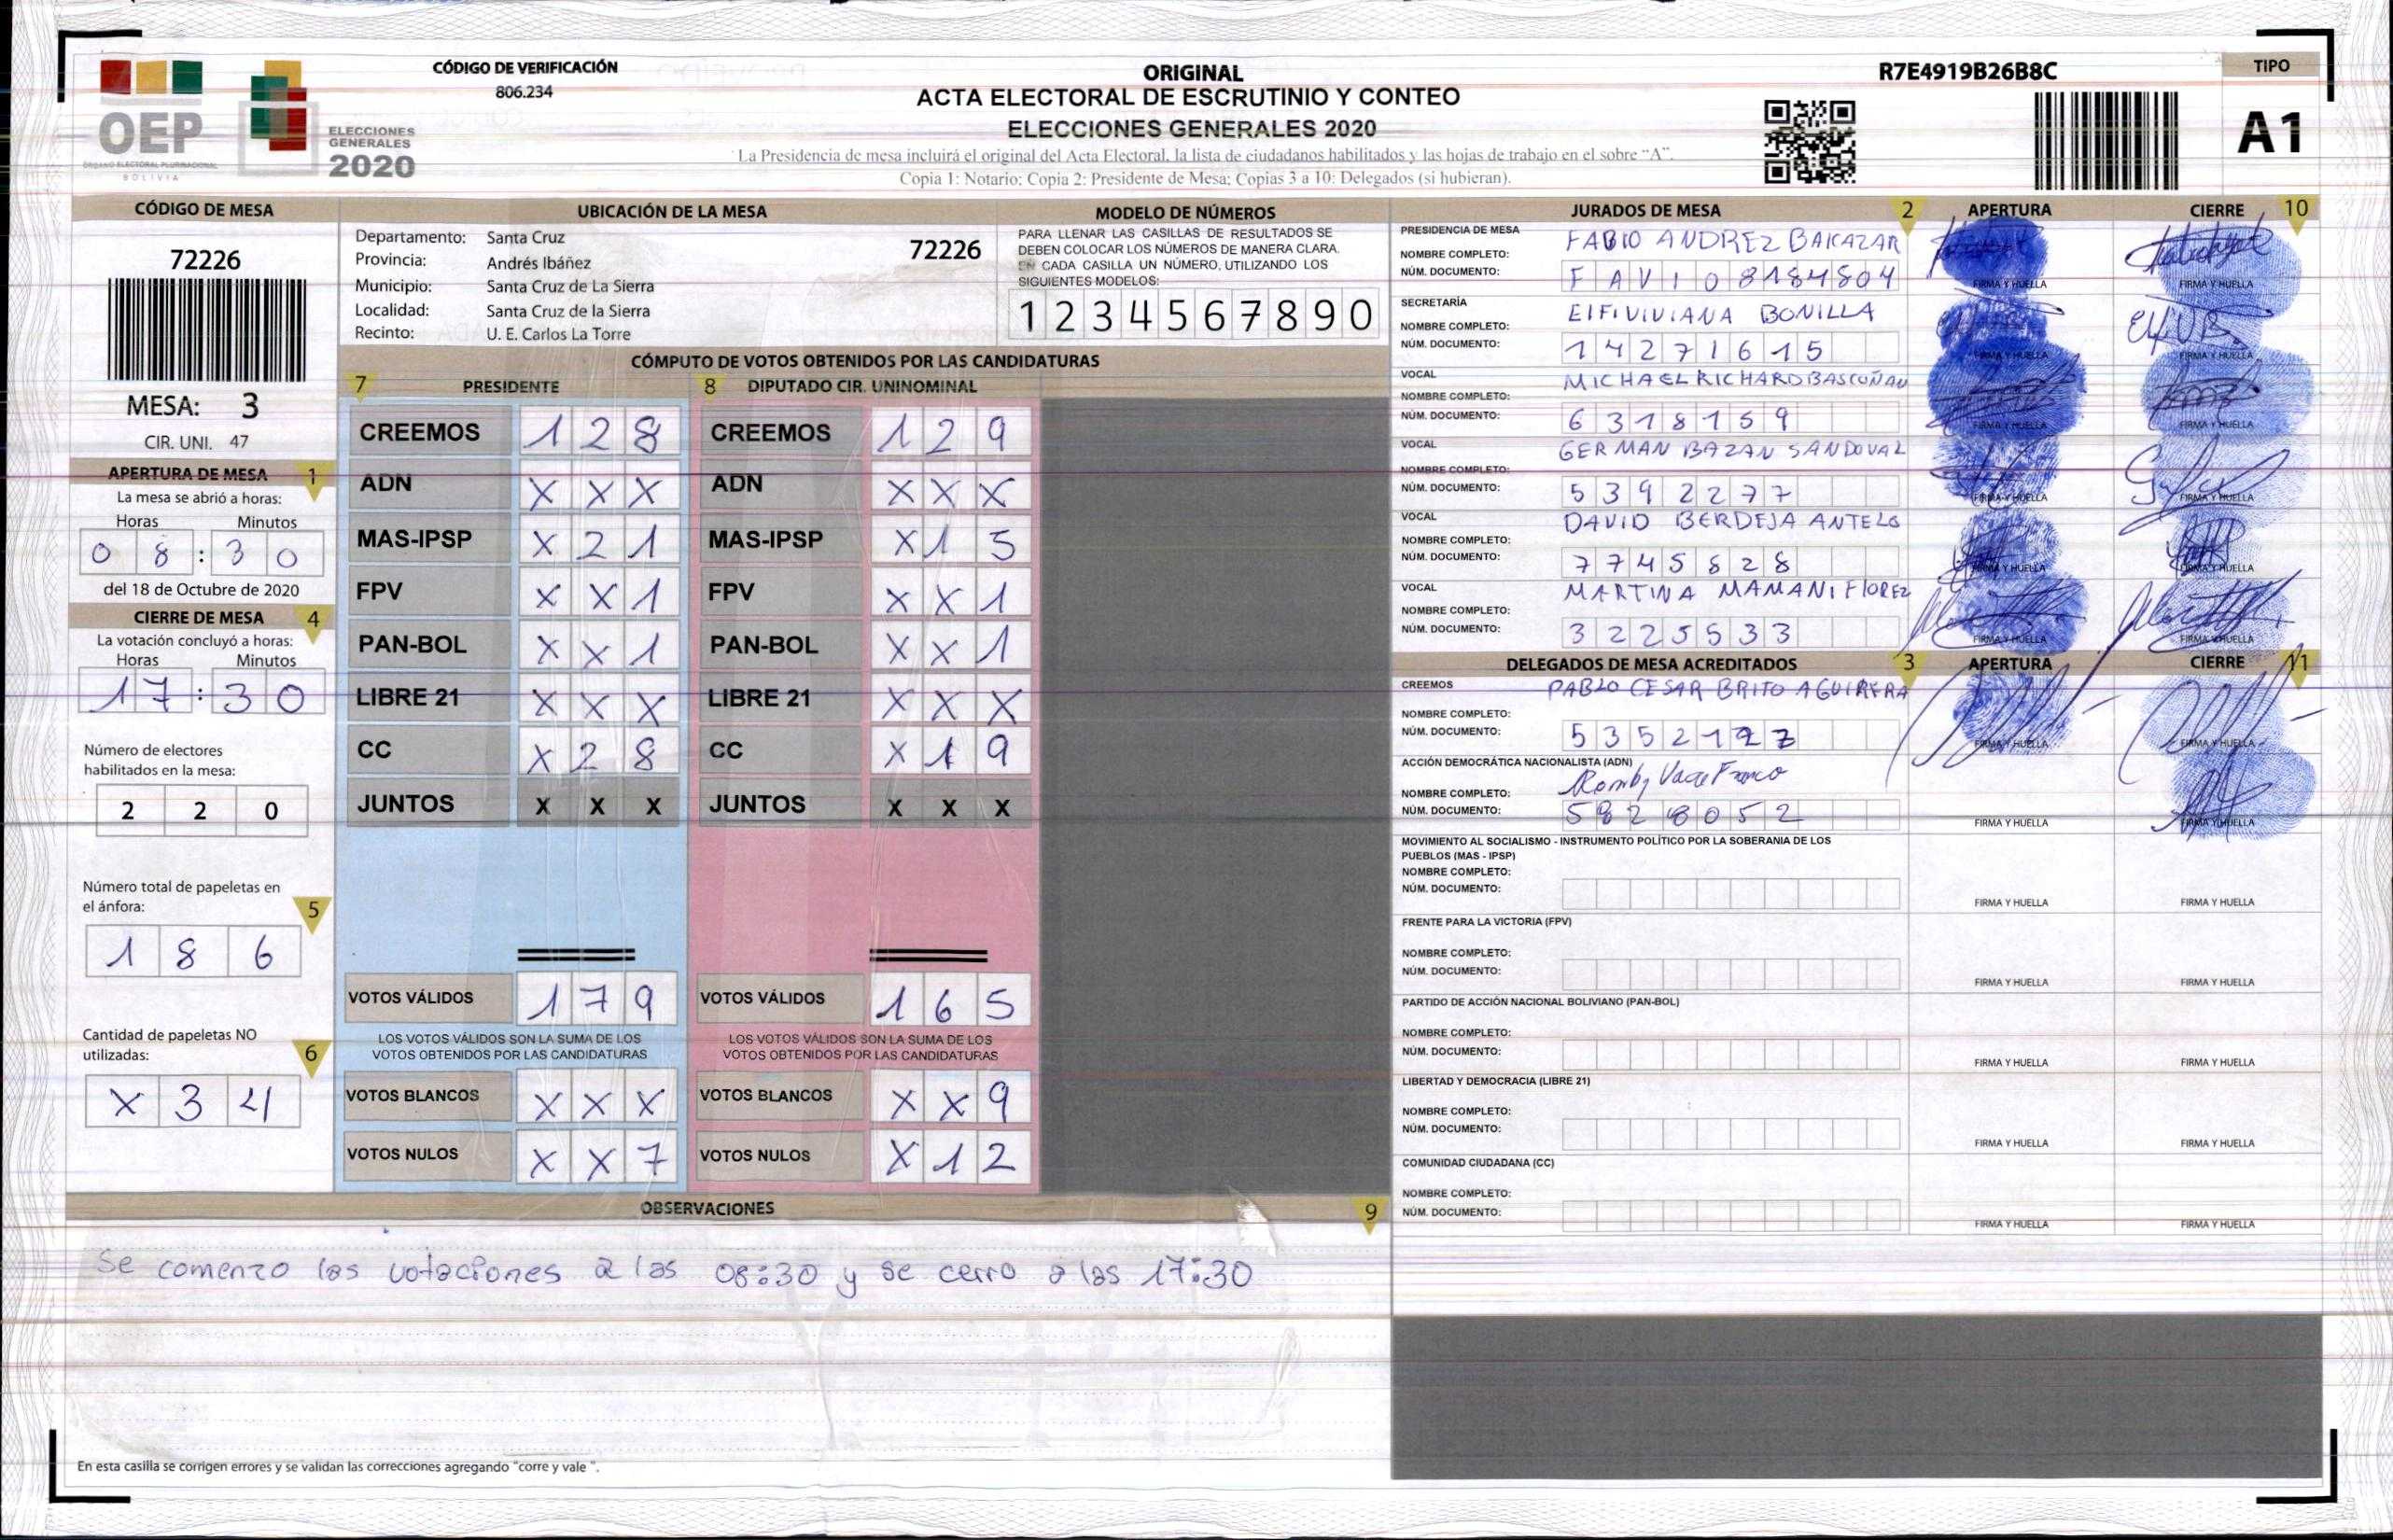 CÓDIGO DE VERIFICACIÓN
806.234
OEP
ÓRGANO ELECTORAL PLURINACIONAL
BOLIVIA
ELECCIONES
GENERALES
2020
ORIGINAL
ACTA ELECTORAL DE ESCRUTINIO Y CONTEO
ELECCIONES GENERALES 2020
La Presidencia de mesa incluirá el original del Acta Electoral, la lista de ciudadanos habilitados y las hojas de trabajo en el sobre "A".
Copia 1: Notario; Copia 2: Presidente de Mesa; Copias 3 a 10: Delegados (si hubieran).
R7E4919B26B8C
TIPO
A1
CÓDIGO DE MESA
72226
MESA: 3
CIR. UNI. 47
APERTURA DE MESA 1
La mesa se abrió a horas:
Horas Minutos
0 8 : 3 0
del 18 de Octubre de 2020
CIERRE DE MESA 4
La votación concluyó a horas:
Horas Minutos
1 7 : 3 0
Número de electores
habilitados en la mesa:
2 2 0
Número total de papeletas en
el ánfora: 5
1 8 6
Cantidad de papeletas NO
utilizadas: 6
X 3 4
UBICACIÓN DE LA MESA
Departamento: Santa Cruz 72226
Provincia: Andrés Ibáñez
Municipio: Santa Cruz de La Sierra
Localidad: Santa Cruz de la Sierra
Recinto: U. E. Carlos La Torre
MODELO DE NÚMEROS
PARA LLENAR LAS CASILLAS DE RESULTADOS SE
DEBEN COLOCAR LOS NÚMEROS DE MANERA CLARA.
EN CADA CASILLA UN NÚMERO, UTILIZANDO LOS
SIGUIENTES MODELOS:
1 2 3 4 5 6 7 8 9 0
CÓMPUTO DE VOTOS OBTENIDOS POR LAS CANDIDATURAS
7 PRESIDENTE 8 DIPUTADO CIR. UNINOMINAL
CREEMOS 1 2 8 CREEMOS 1 2 9
ADN X X X ADN X X X
MAS-IPSP X 2 1 MAS-IPSP X 1 5
FPV X X 1 FPV X X 1
PAN-BOL X X 1 PAN-BOL X X 1
LIBRE 21 X X X LIBRE 21 X X X
CC X 2 8 CC X 1 9
JUNTOS X X X JUNTOS X X X
VOTOS VÁLIDOS 1 7 9 VOTOS VÁLIDOS 1 6 5
LOS VOTOS VÁLIDOS SON LA SUMA DE LOS LOS VOTOS VÁLIDOS SON LA SUMA DE LOS
VOTOS OBTENIDOS POR LAS CANDIDATURAS VOTOS OBTENIDOS POR LAS CANDIDATURAS
VOTOS BLANCOS X X X VOTOS BLANCOS X X 9
VOTOS NULOS X X 7 VOTOS NULOS X 1 2
OBSERVACIONES 9
Se comenzo las votaciones a las 08:30 y se cerro a las 17:30
En esta casilla se corrigen errores y se validan las correcciones agregando "corre y vale ".
JURADOS DE MESA 2 APERTURA CIERRE 10
PRESIDENCIA DE MESA
NOMBRE COMPLETO: FABIO ANDREZ BALCAZAR
NÚM. DOCUMENTO: F A V 1 0 8 1 8 4 8 0 4 FIRMA Y HUELLA FIRMA Y HUELLA
SECRETARÍA
NOMBRE COMPLETO: ElFIVIVIANA BONILLA
NÚM. DOCUMENTO: 1 4 2 7 1 6 1 5 FIRMA Y HUELLA FIRMA Y HUELLA
VOCAL
NOMBRE COMPLETO: MICHAEL RICHARD BASCUÑAN
NÚM. DOCUMENTO: 6 3 1 8 1 5 9 FIRMA Y HUELLA FIRMA Y HUELLA
VOCAL
NOMBRE COMPLETO: GERMAN BAZAN SANDOVAL
NÚM. DOCUMENTO: 5 3 9 2 2 7 7 FIRMA Y HUELLA FIRMA Y HUELLA
VOCAL
NOMBRE COMPLETO: DAVID BERDEJA ANTELO
NÚM. DOCUMENTO: 7 7 4 5 8 2 8 FIRMA Y HUELLA FIRMA Y HUELLA
VOCAL
NOMBRE COMPLETO: MARTINA MAMANI FlOREZ
NÚM. DOCUMENTO: 3 2 2 5 5 3 3 FIRMA Y HUELLA FIRMA Y HUELLA
DELEGADOS DE MESA ACREDITADOS 3 APERTURA CIERRE 11
CREEMOS
NOMBRE COMPLETO: PABLO CESAR BRITO AGUIRERA
NÚM. DOCUMENTO: 5 3 5 2 1 FIRMA Y HUELLA FIRMA Y HUELLA
ACCIÓN DEMOCRÁTICA NACIONALISTA (ADN)
NOMBRE COMPLETO: Vaca Franco
NÚM. DOCUMENTO: 5 8 2 8 0 5 2 FIRMA Y HUELLA FIRMA Y HUELLA
MOVIMIENTO AL SOCIALISMO - INSTRUMENTO POLÍTICO POR LA SOBERANIA DE LOS
PUEBLOS (MAS - IPSP)
NOMBRE COMPLETO:
NÚM. DOCUMENTO: FIRMA Y HUELLA FIRMA Y HUELLA
FRENTE PARA LA VICTORIA (FPV)
NOMBRE COMPLETO:
NÚM. DOCUMENTO: FIRMA Y HUELLA FIRMA Y HUELLA
PARTIDO DE ACCIÓN NACIONAL BOLIVIANO (PAN-BOL)
NOMBRE COMPLETO:
NÚM. DOCUMENTO: FIRMA Y HUELLA FIRMA Y HUELLA
LIBERTAD Y DEMOCRACIA (LIBRE 21)
NOMBRE COMPLETO:
NÚM. DOCUMENTO: FIRMA Y HUELLA FIRMA Y HUELLA
COMUNIDAD CIUDADANA (CC)
NOMBRE COMPLETO:
NÚM. DOCUMENTO: FIRMA Y HUELLA FIRMA Y HUELLA